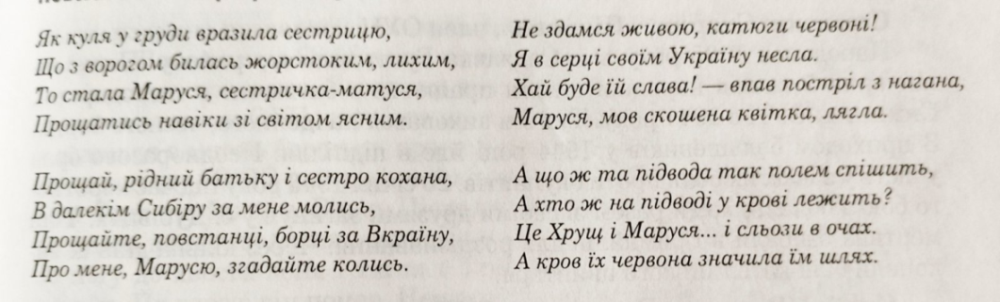 Як куля у груди вразила сестрицю,
Що з ворогом билась жорстоким, лихим,
То стала Маруся, сестричка-матуся,
Прощатись навіки зі світом ясним.
Прощай, рідний батьку і сестро кохана,
В далекім Сибіру за мене молись,
Прощайте, повстанці, борці за Вкраїну,
Про мене, Марусю, згадайте колись.
Не здамся живою, катюги червоні!
Я в серці своїм Україну несла.
Хай буде їй слава! — впав постріл з нагана,
Маруся, мов скошена квітка, лягла.
А що ж та підвода так полем спішить,
А хто ж на підводі у крові лежить?
Це Хрущ і Маруся... і сльози в очах.
А кров їх червона значила їм шлях.